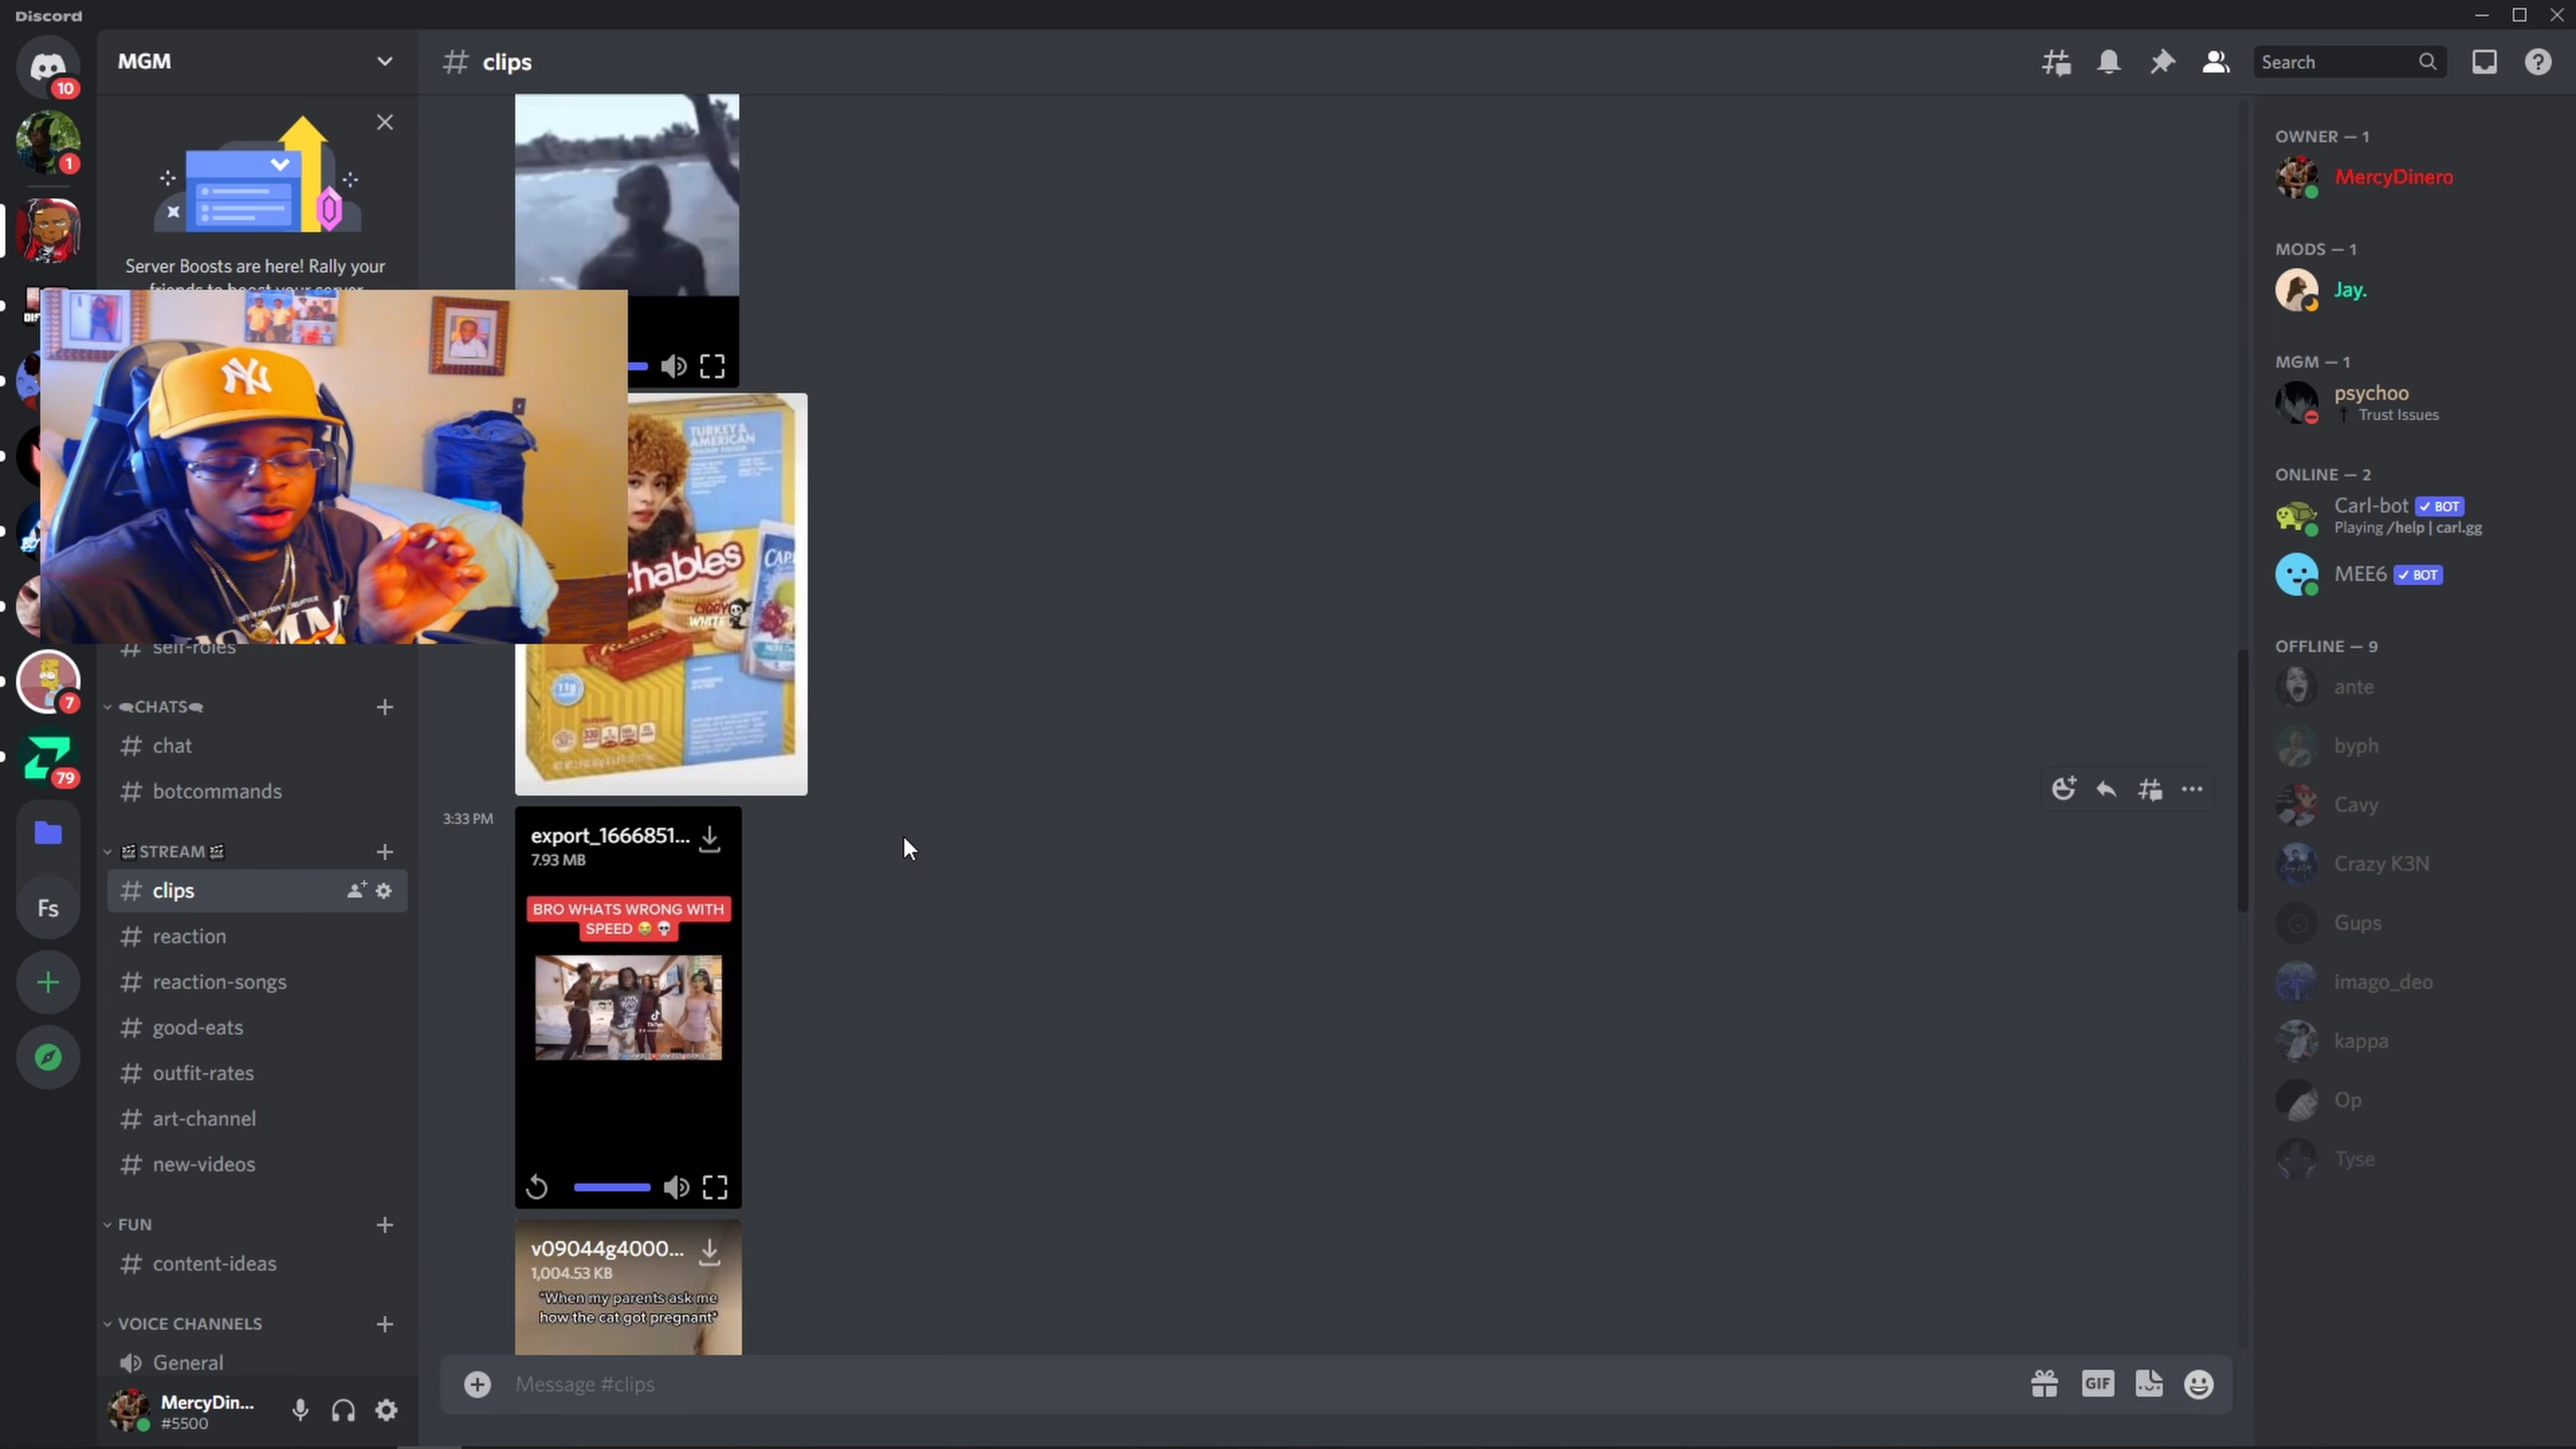 Discord
10
MGM
clips
Search
1
Server Boosts are here! Rally your
NY
TURKEY &
AMERICAN
hables
CIGGY
WHITE
self-roles
7
CHATS
chat
79
botcommands
STREAM
clips
Fs
reaction
reaction-songs
good-eats
outfit-rates
art-channel
new-videos
FUN
content-ideas
VOICE CHANNELS
General
MercyDin...
#5500
3:33 PM
export_1666851...
7.93 MB
BRO WHATS WRONG WITH
SPEED 😭 💀
v09044g4000...
1,004.53 KB
"When my parents ask me
how the cat got pregnant"
Message #clips
GIF
OWNER — 1
MercyDinero
MODS — 1
Jay.
MGM — 1
psychoo
Trust Issues
ONLINE — 2
Carl-bot ✓ BOT
Playing /help | carl.gg
MEE6 ✓ BOT
OFFLINE — 9
ante
byph
Cavy
Crazy K3N
Gups
imago_deo
kappa
Op
Tyse